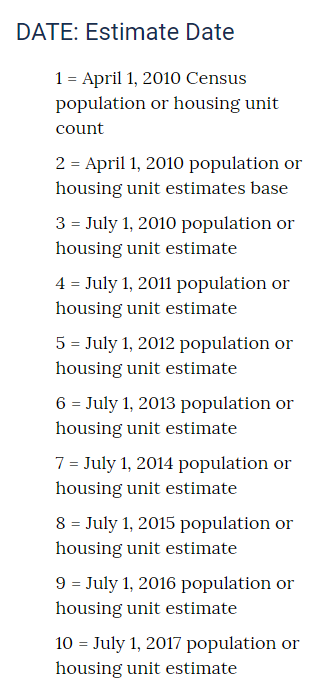 DATE: Estimate Date
1 = April 1, 2010 Census
population or housing unit
count
2 = April 1, 2010 population or
housing unit estimates base
3 = July 1, 2010 population or
housing unit estimate
4 = July 1, 2011 population or
housing unit estimate
5 = July 1, 2012 population or
housing unit estimate
6 = July 1, 2013 population or
housing unit estimate
7 = July 1, 2014 population or
housing unit estimate
8 = July 1, 2015 population or
housing unit estimate
9 = July 1, 2016 population or
housing unit estimate
10 = July 1, 2017 population or
housing unit estimate